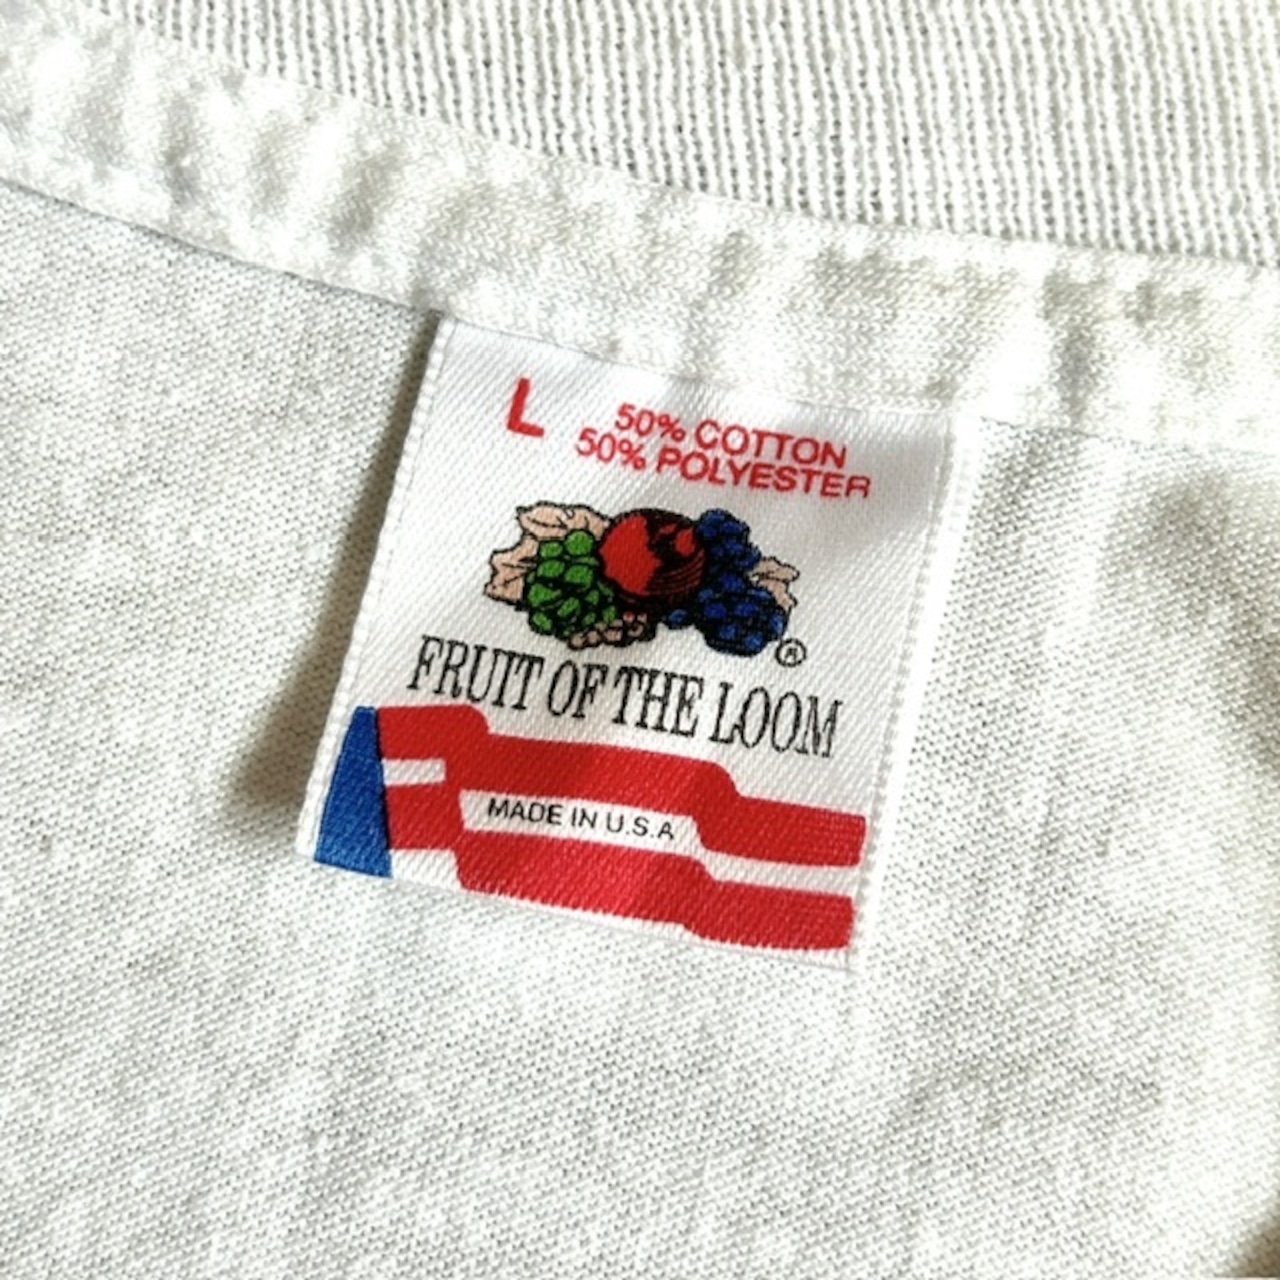 L 50% COTTON
50% POLYESTER
®
FRUIT OF THE LOOM
MADE IN U.S.A